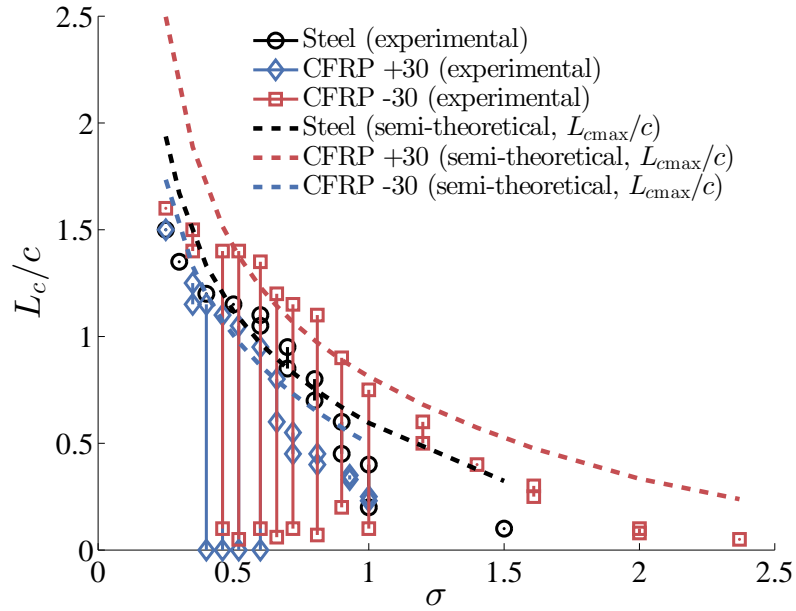 2.5
2
1.5
1
0.5
0
0
0.5
1
1.5
2
2.5
L_c/c
σ
Steel (experimental)
CFRP +30 (experimental)
CFRP -30 (experimental)
Steel (semi-theoretical, L_cmax/c)
CFRP +30 (semi-theoretical, L_cmax/c)
CFRP -30 (semi-theoretical, L_cmax/c)